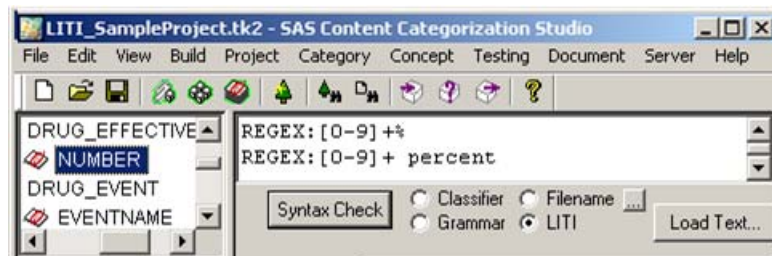 LITI_SampleProject.tk2 - SAS Content Categorization Studio
File Edit View Build Project Category Concept Testing Document Server Help
DRUG_EFFECTIVE
NUMBER
DRUG_EVENT
EVENTNAME
REGEX:[0-9]+%
REGEX:[0-9]+ percent
Syntax Check
Classifier Filename ...
Grammar LITI
Load Text...